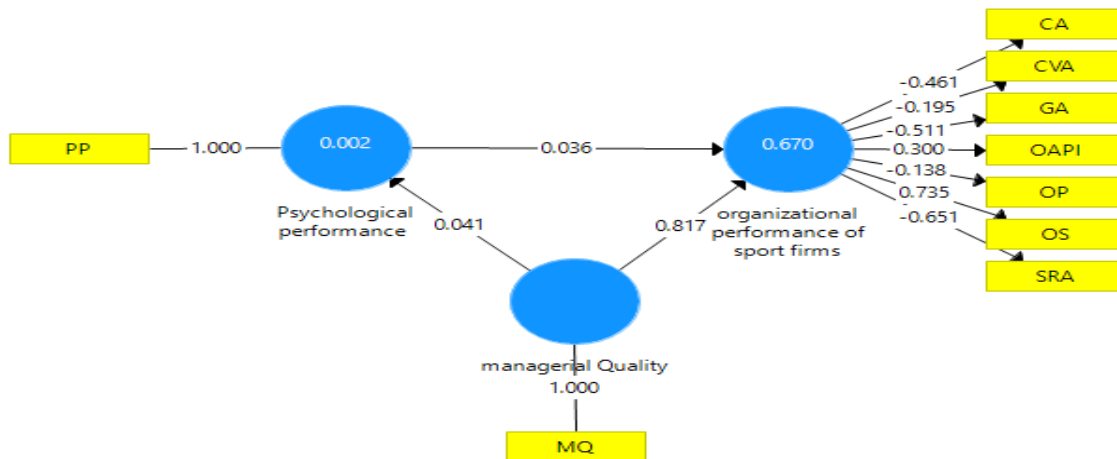 CA
-0.461
CVA
-0.195
GA
-0.511
PP
1.000
0.002
0.036
0.670
0.300
OAPI
-0.138
OP
0.735
Psychological
performance
0.041
0.817
organizational
performance of
sport firms
-0.651
OS
SRA
managerial Quality
1.000
MQ